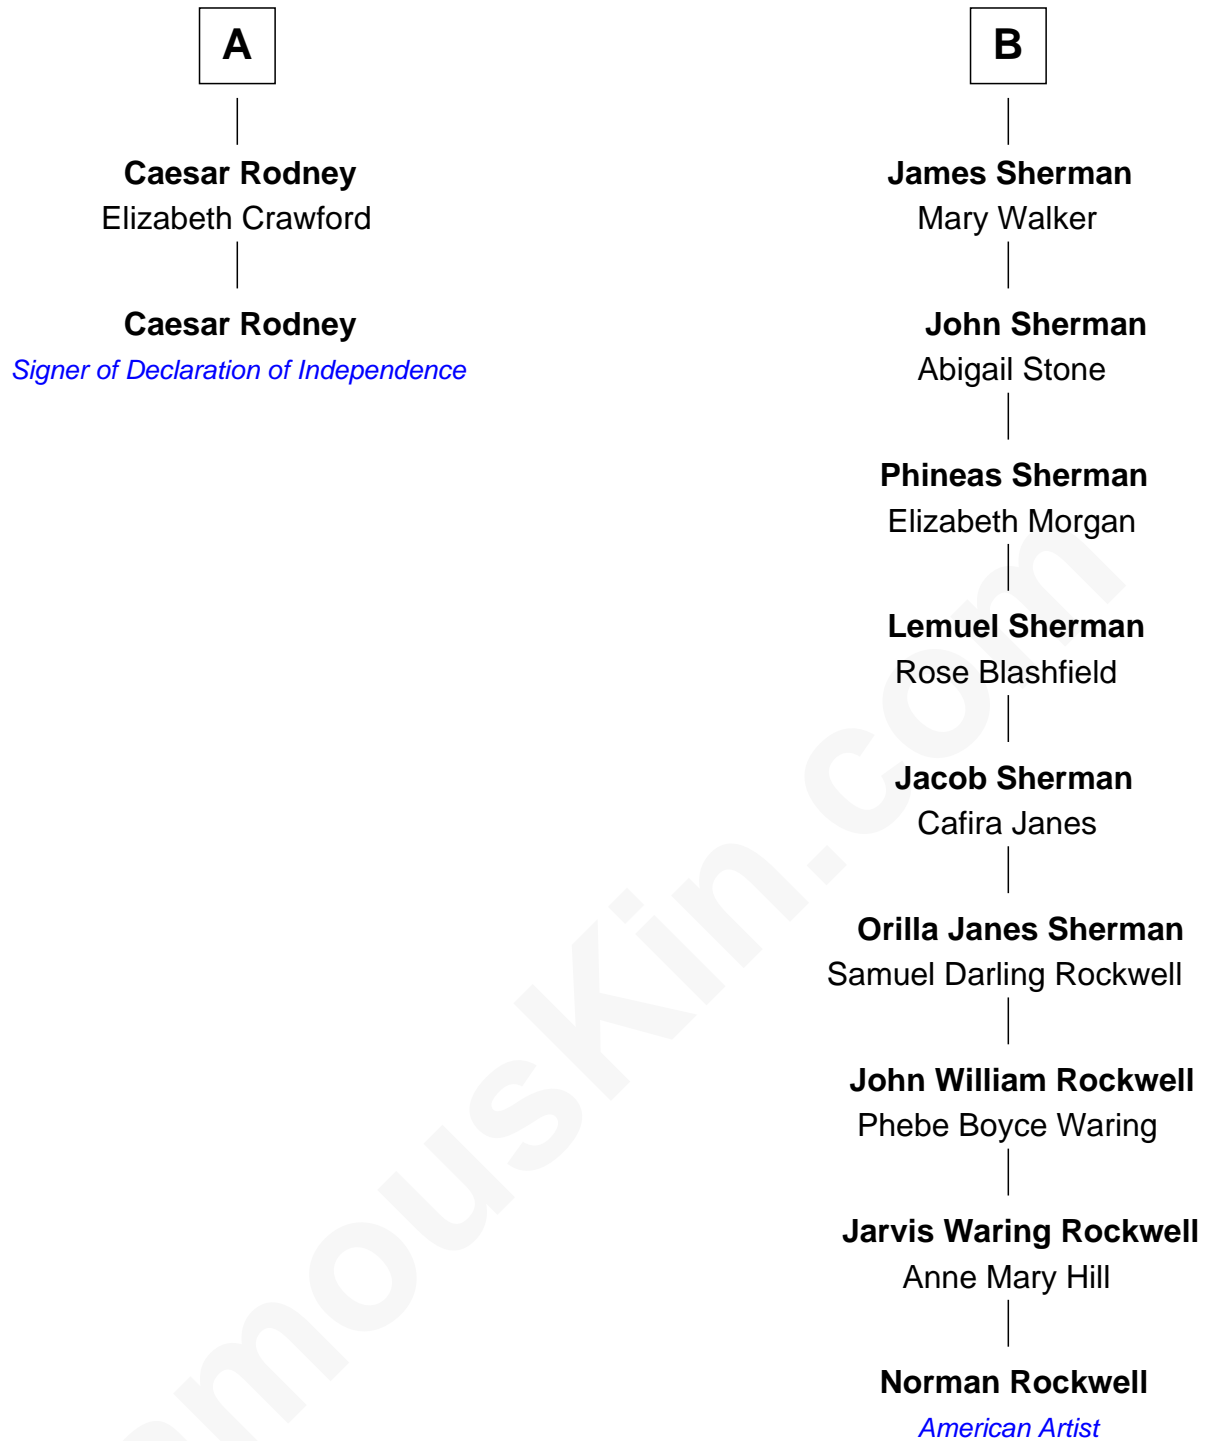 A
Caesar Rodney
Elizabeth Crawford
Caesar Rodney
Signer of Declaration of Independence
B
James Sherman
Mary Walker
John Sherman
Abigail Stone
Phineas Sherman
Elizabeth Morgan
Lemuel Sherman
Rose Blashfield
Jacob Sherman
Cafira Janes
Orilla Janes Sherman
Samuel Darling Rockwell
John William Rockwell
Phebe Boyce Waring
Jarvis Waring Rockwell
Anne Mary Hill
Norman Rockwell
American Artist
amousKin.com